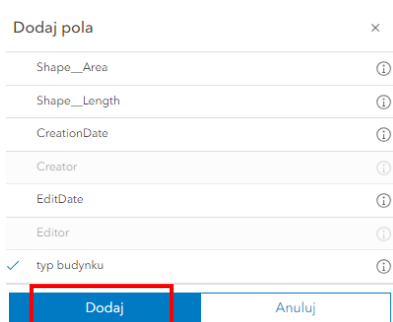 Dodaj pola
Shape__Area
Shape__Length
CreationDate
Creator
EditDate
Editor
typ budynku
Dodaj Anuluj